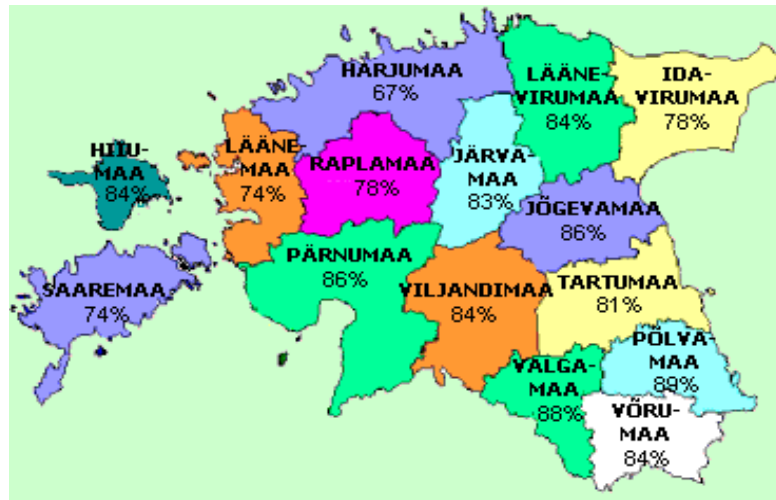 HARJUMAA
67%
LÄÄNE-
VIRUMAA
84%
IDA-
VIRUMAA
78%
HIIU-
MAA
84%
LÄÄNE-
MAA
74%
RAPLAMAA
78%
JÄRVA-
MAA
83%
JÕGEVAMAA
86%
SAAREMAA
74%
PÄRNUMAA
86%
VILJANDIMAA
84%
TARTUMAA
81%
VALGA-
MAA
88%
PÕLVA-
MAA
89%
VÕRU-
MAA
84%